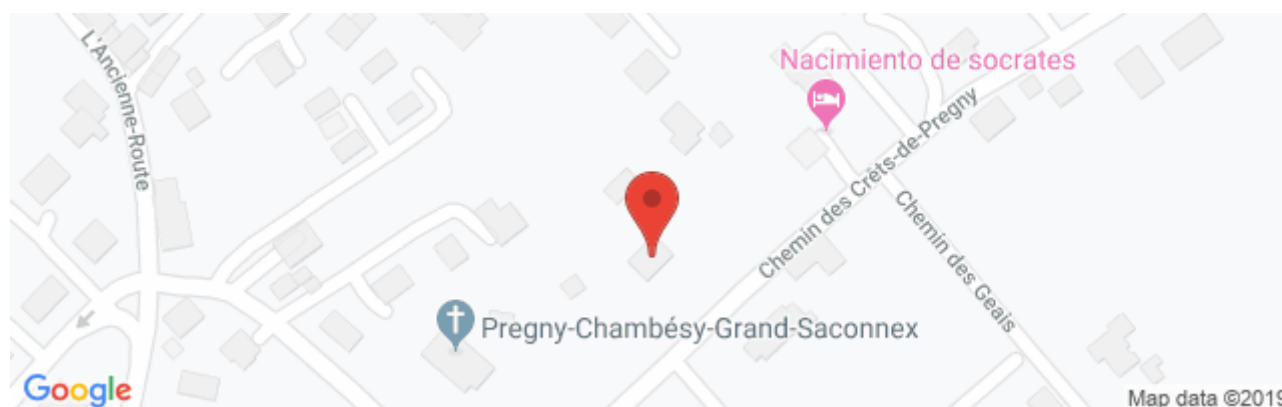 L'Ancienne-Route
Nacimiento de socrates
Chemin des Crêts-de-Pregny
Chemin des Geais
Pregny-Chambésy-Grand-Saconnex
Google
Map data ©2019